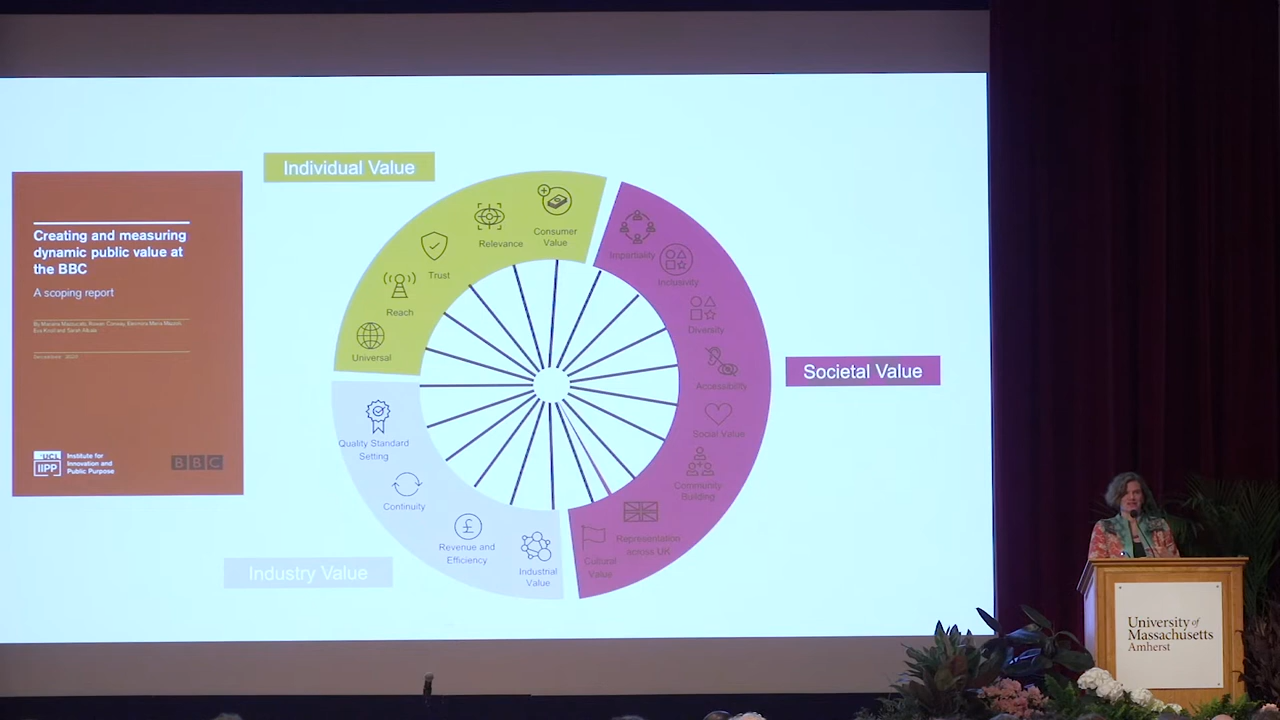 Individual Value
Creating and measuring
dynamic public value at
the BBC
A scoping report
UCL
IIPP
Institute for
Innovation and
Public Purpose
BBC
Consumer
Value
Relevance
Trust
Reach
Universal
Impartiality
Inclusivity
Diversity
Accessibility
Social Value
Community-
Building
Representation
across UK
Cultural
Value
Societal Value
Quality Standard
Setting
Continuity
Revenue and
Efficiency
Industrial
Value
Industry Value
University of
Massachusetts
Amherst